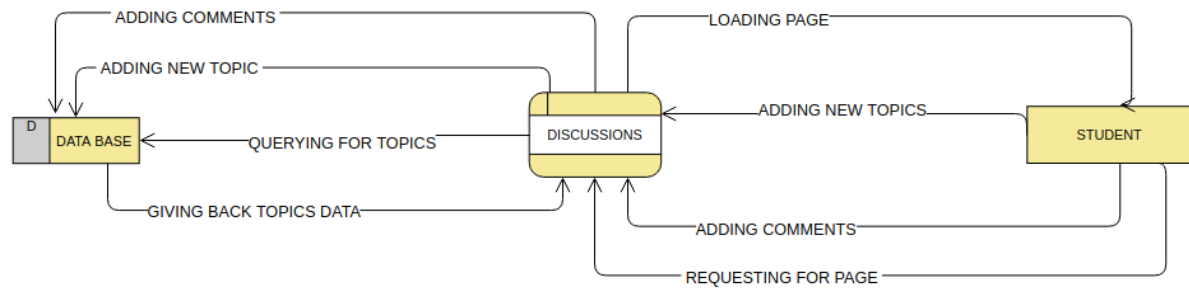 ADDING COMMENTS
LOADING PAGE
ADDING NEW TOPIC
ADDING NEW TOPICS
D
DATA BASE
QUERYING FOR TOPICS
DISCUSSIONS
STUDENT
GIVING BACK TOPICS DATA
ADDING COMMENTS
REQUESTING FOR PAGE